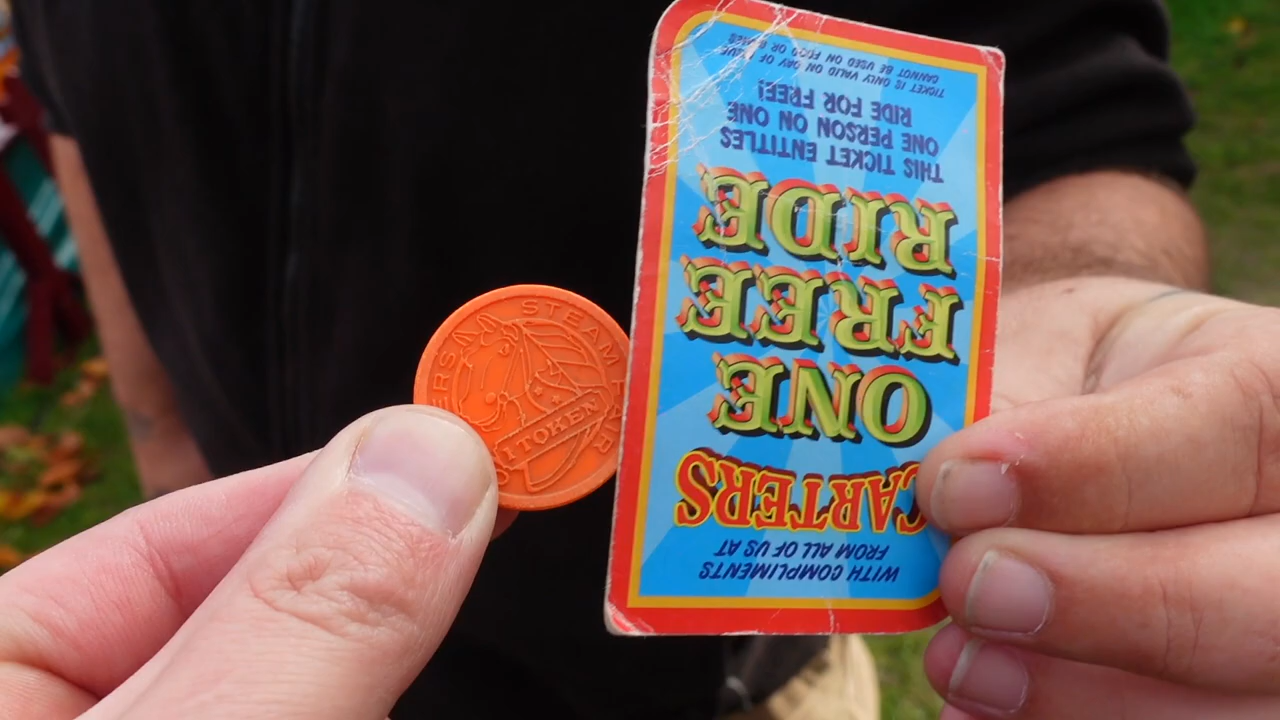 WITH COMPLIMENTS
FROM ALL OF US AT
CARTERS
ONE
FREE
RIDE
THIS TICKET ENTITLES
ONE PERSON ON ONE
RIDE FOR FREE!
TICKET IS ONLY VALID ON DAY OF ISSUE
CANNOT BE USED ON FOOD OR GAMES
ERS STEAM FAIR
1 TOKEN